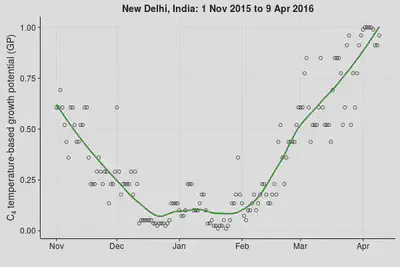 New Delhi, India: 1 Nov 2015 to 9 Apr 2016
C₄ temperature-based growth potential (GP)
1.00
0.75
0.50
0.25
0.00
Nov Dec Jan Feb Mar Apr